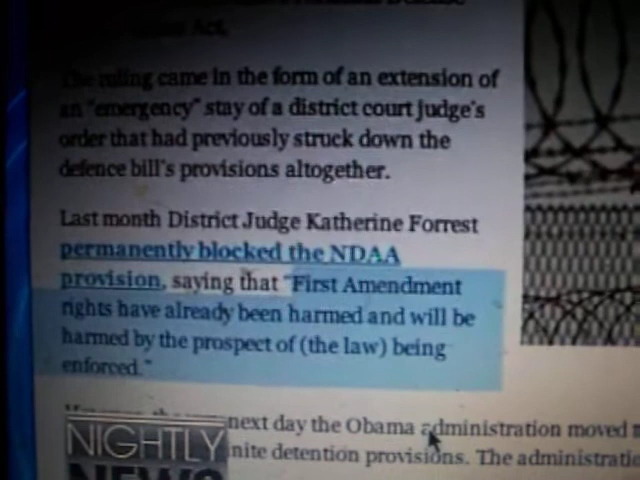 Act.
The ruling came in the form of an extension of
an "emergency" stay of a district court judge's
order that had previously struck down the
defence bill's provisions altogether.
Last month District Judge Katherine Forrest
permanently blocked the NDAA
provision, saying that "First Amendment
rights have already been harmed and will be
harmed by the prospect of (the law) being
enforced."
next day the Obama administration moved
nite detention provisions. The administratio
NIGHTLY
NEWS